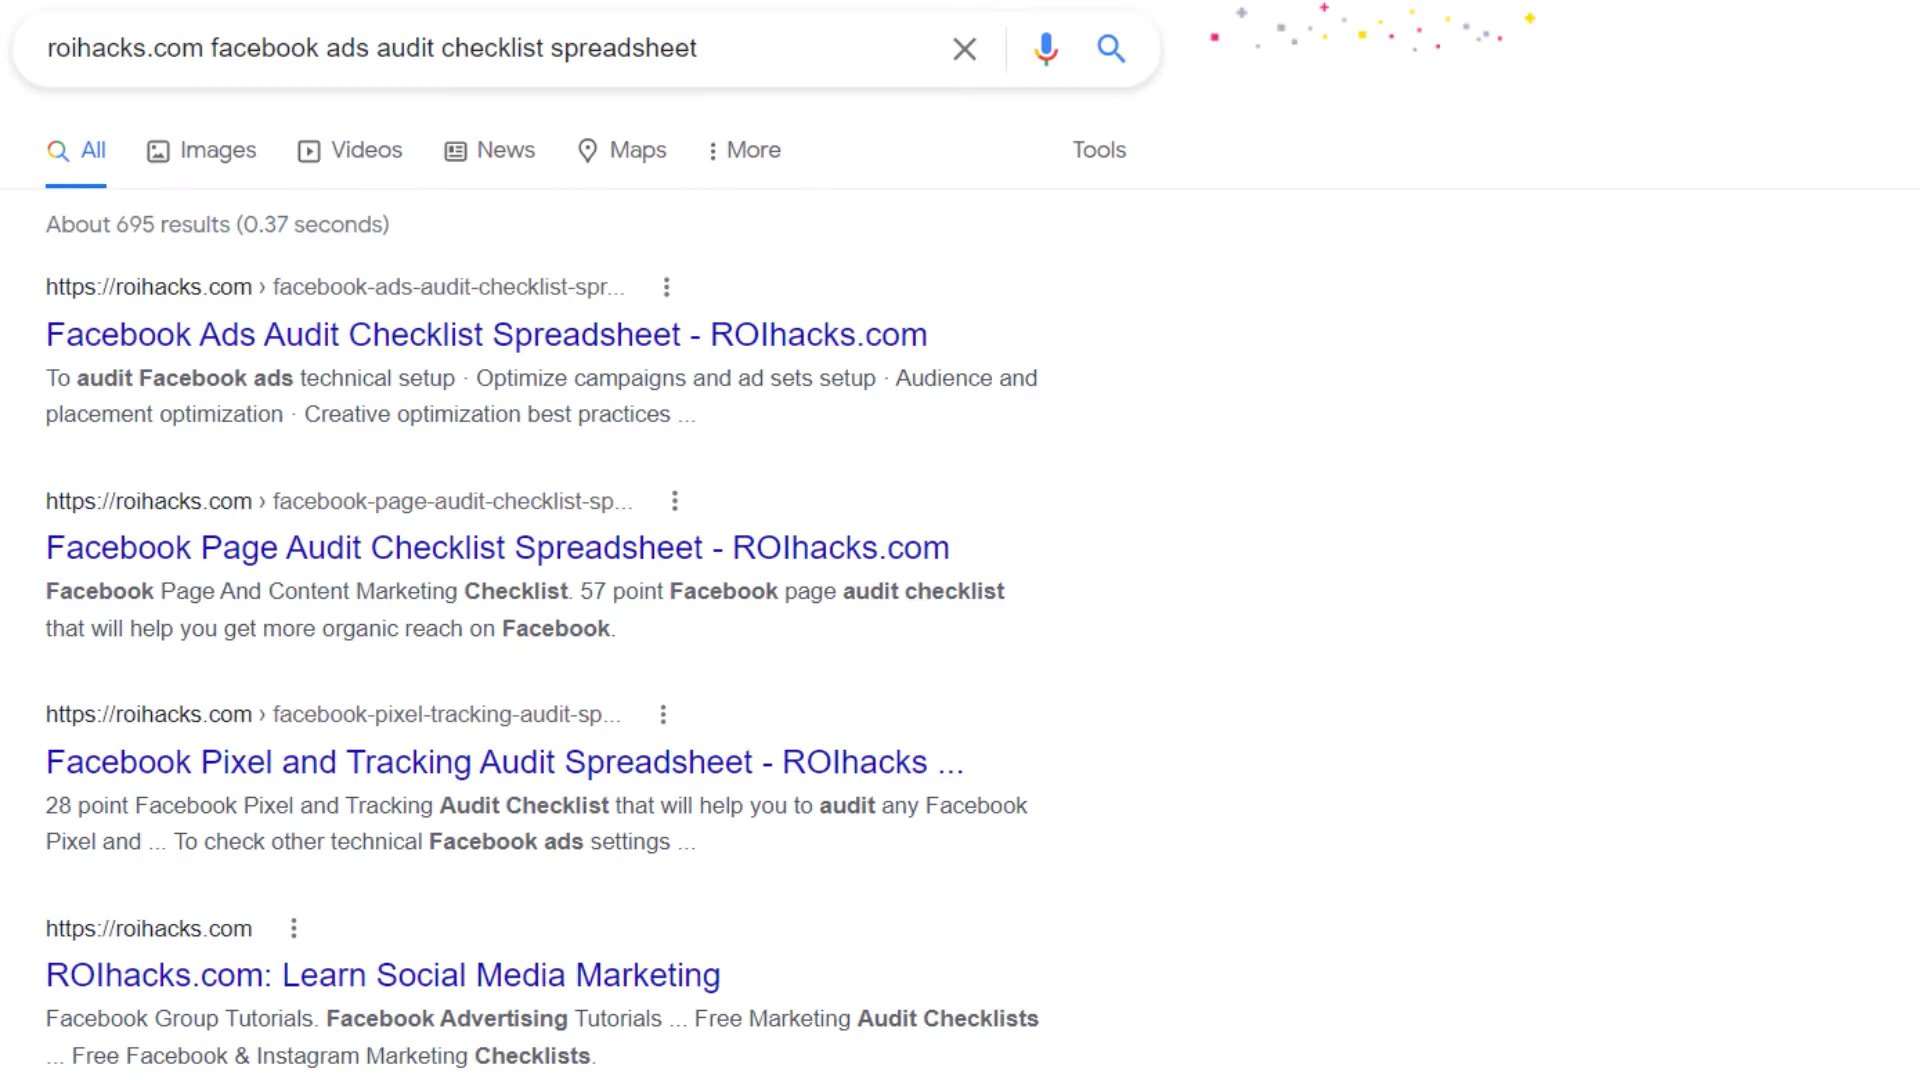 roihacks.com facebook ads audit checklist spreadsheet
All Images Videos News Maps More Tools
About 695 results (0.37 seconds)
https://roihacks.com › facebook-ads-audit-checklist-spr...
Facebook Ads Audit Checklist Spreadsheet - ROIhacks.com
To audit Facebook ads technical setup · Optimize campaigns and ad sets setup · Audience and
placement optimization · Creative optimization best practices ...
https://roihacks.com › facebook-page-audit-checklist-sp...
Facebook Page Audit Checklist Spreadsheet - ROIhacks.com
Facebook Page And Content Marketing Checklist. 57 point Facebook page audit checklist
that will help you get more organic reach on Facebook.
https://roihacks.com › facebook-pixel-tracking-audit-sp...
Facebook Pixel and Tracking Audit Spreadsheet - ROIhacks ...
28 point Facebook Pixel and Tracking Audit Checklist that will help you to audit any Facebook
Pixel and ... To check other technical Facebook ads settings ...
https://roihacks.com
ROIhacks.com: Learn Social Media Marketing
Facebook Group Tutorials. Facebook Advertising Tutorials ... Free Marketing Audit Checklists
... Free Facebook & Instagram Marketing Checklists.